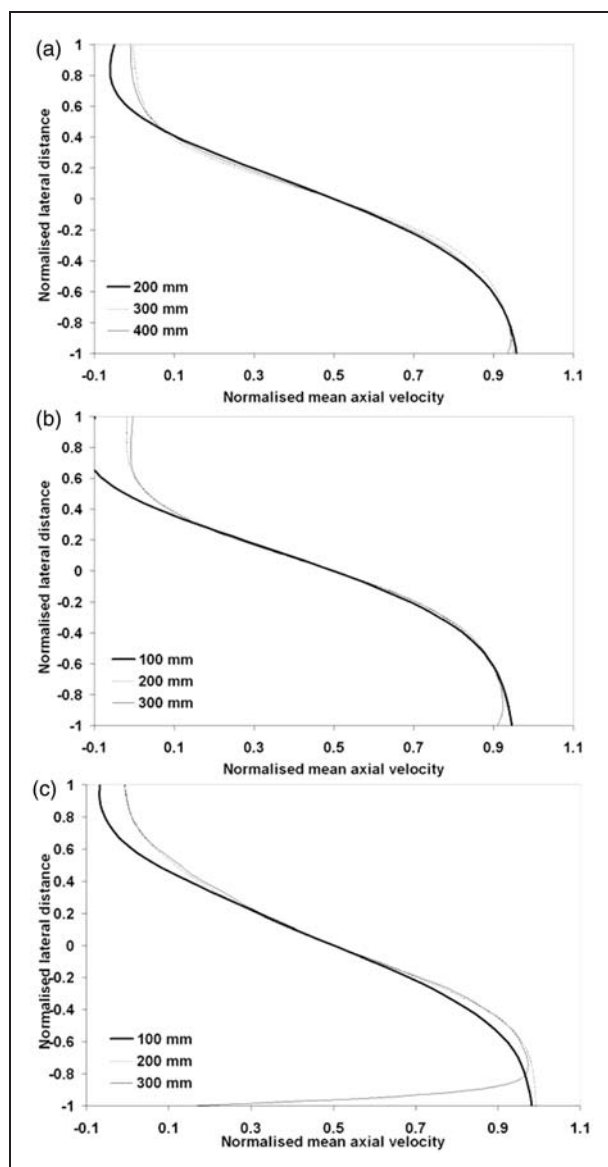 (a)
1
0.8
0.6
0.4
0.2
0
-0.2
-0.4
-0.6
-0.8
-1
Normalised lateral distance
200 mm
300 mm
400 mm
-0.1 0.1 0.3 0.5 0.7 0.9 1.1
Normalised mean axial velocity
(b)
1
0.8
0.6
0.4
0.2
0
-0.2
-0.4
-0.6
-0.8
-1
Normalised lateral distance
100 mm
200 mm
300 mm
-0.1 0.1 0.3 0.5 0.7 0.9 1.1
Normalised mean axial velocity
(c)
1
0.8
0.6
0.4
0.2
0
-0.2
-0.4
-0.6
-0.8
-1
Normalised lateral distance
100 mm
200 mm
300 mm
-0.1 0.1 0.3 0.5 0.7 0.9 1.1
Normalised mean axial velocity